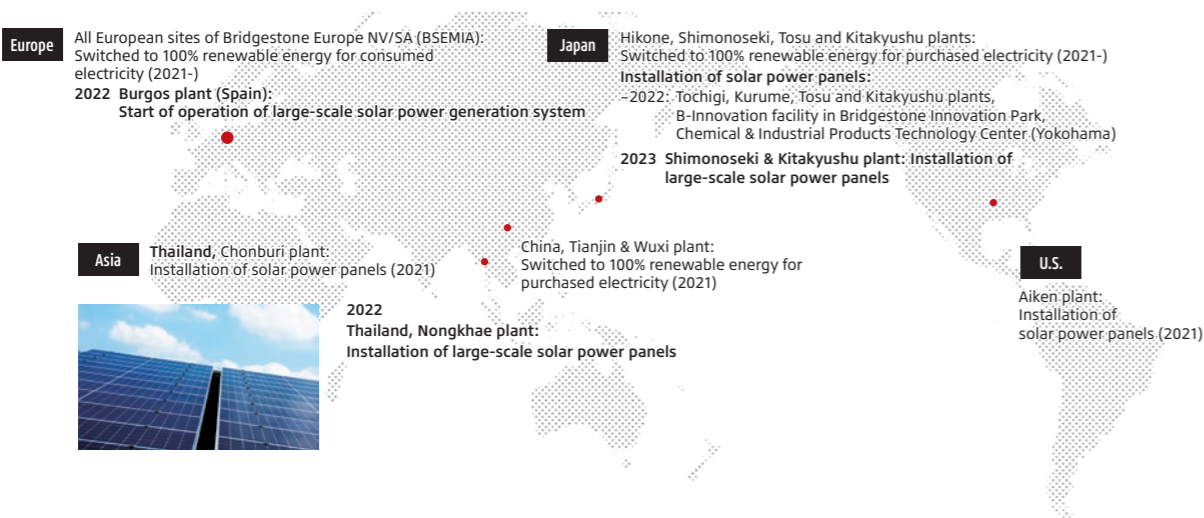 Europe
All European sites of Bridgestone Europe NV/SA (BSEMIA):
Switched to 100% renewable energy for consumed
electricity (2021-)
2022 Burgos plant (Spain):
Start of operation of large-scale solar power generation system
Japan
Hikone, Shimonoseki, Tosu and Kitakyushu plants:
Switched to 100% renewable energy for purchased electricity (2021-)
Installation of solar power panels:
~2022: Tochigi, Kurume, Tosu and Kitakyushu plants,
B-Innovation facility in Bridgestone Innovation Park,
Chemical & Industrial Products Technology Center (Yokohama)
2023 Shimonoseki & Kitakyushu plant: Installation of
large-scale solar power panels
Asia
Thailand, Chonburi plant:
Installation of solar power panels (2021)
China, Tianjin & Wuxi plant:
Switched to 100% renewable energy for
purchased electricity (2021)
2022
Thailand, Nongkhae plant:
Installation of large-scale solar power panels
U.S.
Aiken plant:
Installation of
solar power panels (2021)